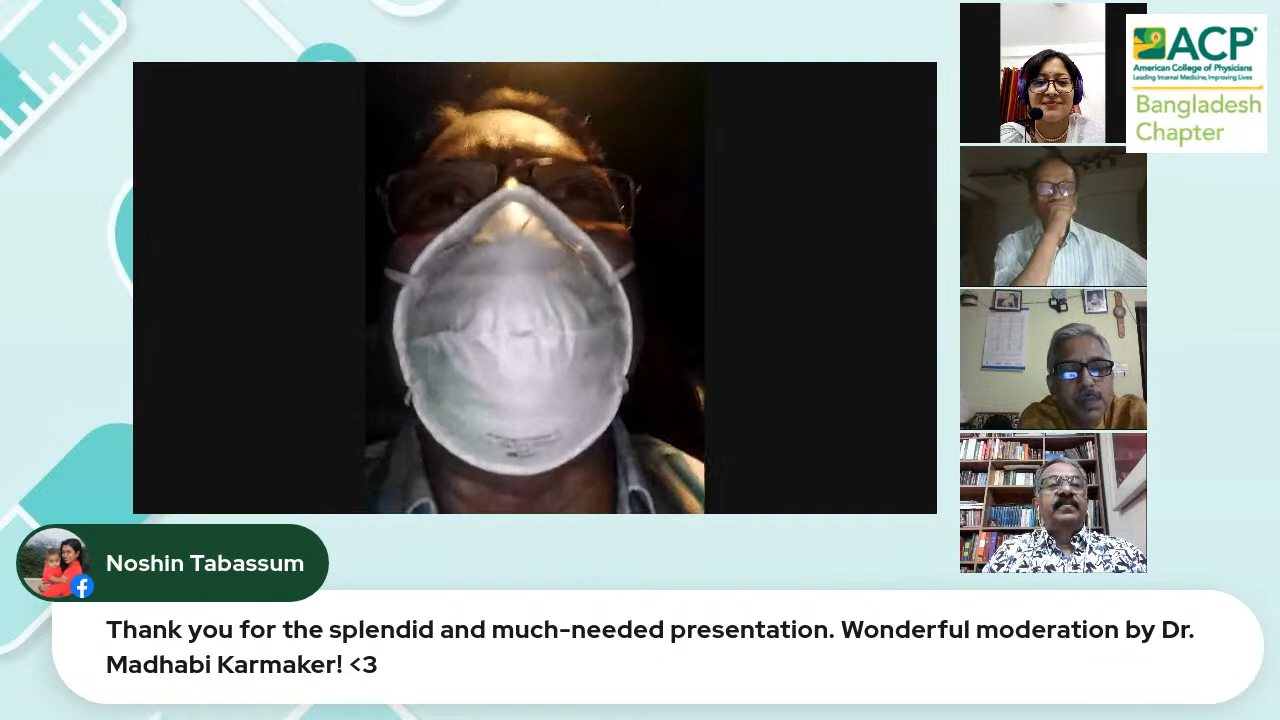 ACP
American College of Physicians
Leading Internal Medicine, Improving Lives
Bangladesh
Chapter
Noshin Tabassum
Thank you for the splendid and much-needed presentation. Wonderful moderation by Dr.
Madhabi Karmaker! <3